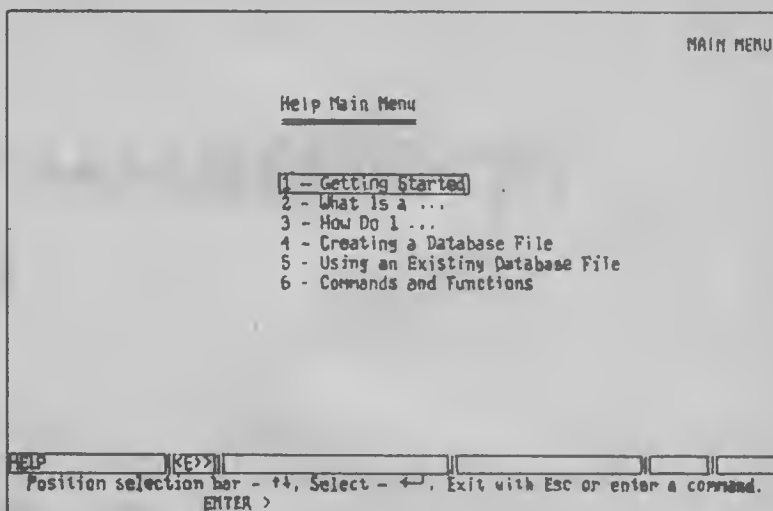 MAIN MENU
Help Main Menu
1 - Getting Started
2 - What Is a ...
3 - How Do I ...
4 - Creating a Database File
5 - Using an Existing Database File
6 - Commands and Functions
HELP <E>>
Position selection bar - ↑↓, Select - ↵, Exit with Esc or enter a command.
ENTER >